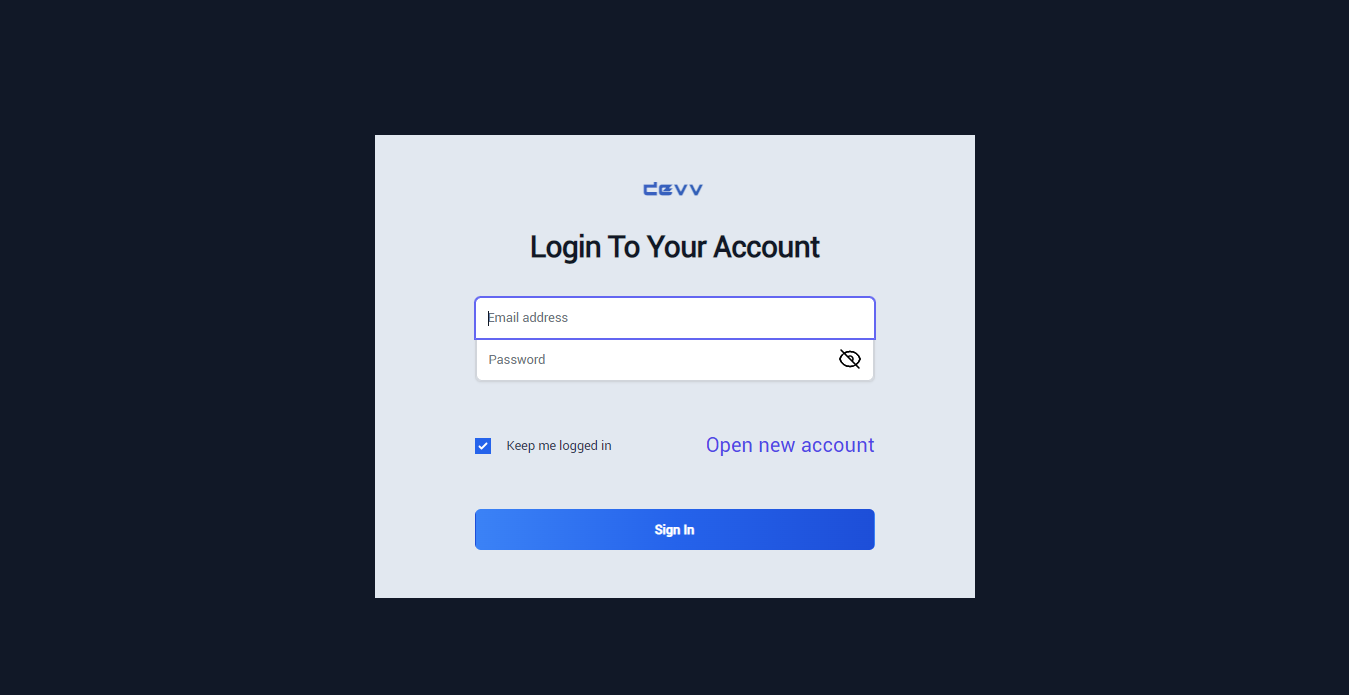 devv
Login To Your Account
Email address
Password
Keep me logged in
Open new account
Sign In